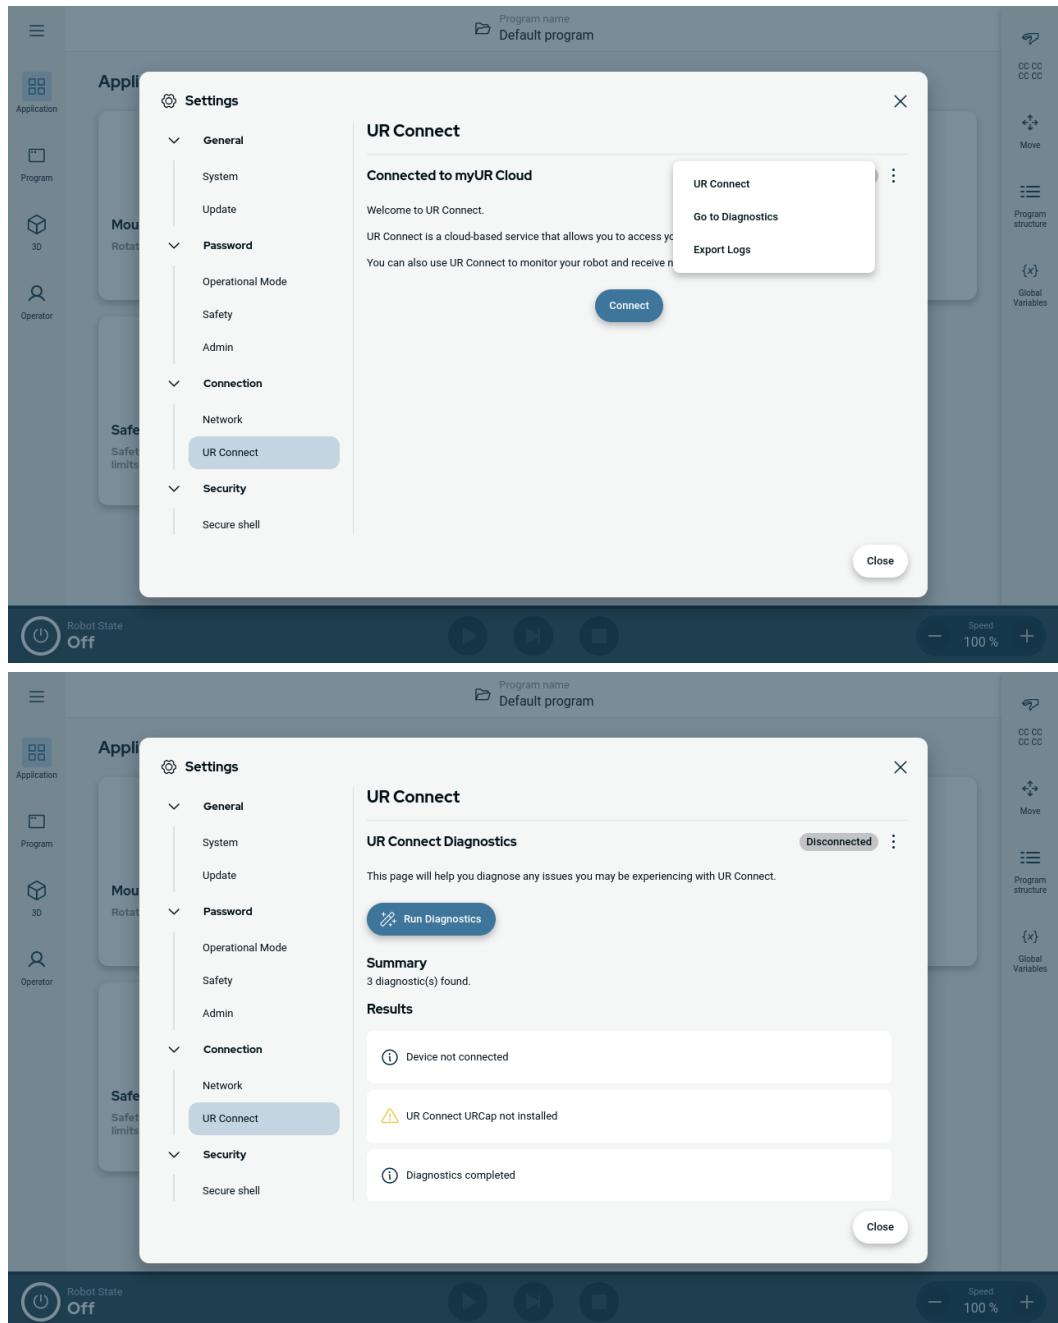 Program name
Default program
Application
Program
3D
Operator
Appli
Mou
Rotat
Safe
Safet
limits
Settings
General
System
Update
Password
Operational Mode
Safety
Admin
Connection
Network
UR Connect
Security
Secure shell
UR Connect
Connected to myUR Cloud
Welcome to UR Connect.
UR Connect is a cloud-based service that allows you to access yo
You can also use UR Connect to monitor your robot and receive n
UR Connect
Go to Diagnostics
Export Logs
Connect
Close
CC CC
CC CC
Move
Program
structure
{x}
Global
Variables
Robot State
Off
Speed
100 %
Program name
Default program
Application
Program
3D
Operator
Appli
Mou
Rotat
Safe
Safet
limits
Settings
General
System
Update
Password
Operational Mode
Safety
Admin
Connection
Network
UR Connect
Security
Secure shell
UR Connect
UR Connect Diagnostics
Disconnected
This page will help you diagnose any issues you may be experiencing with UR Connect.
Run Diagnostics
Summary
3 diagnostic(s) found.
Results
Device not connected
UR Connect URCap not installed
Diagnostics completed
Close
CC CC
CC CC
Move
Program
structure
{x}
Global
Variables
Robot State
Off
Speed
100 %